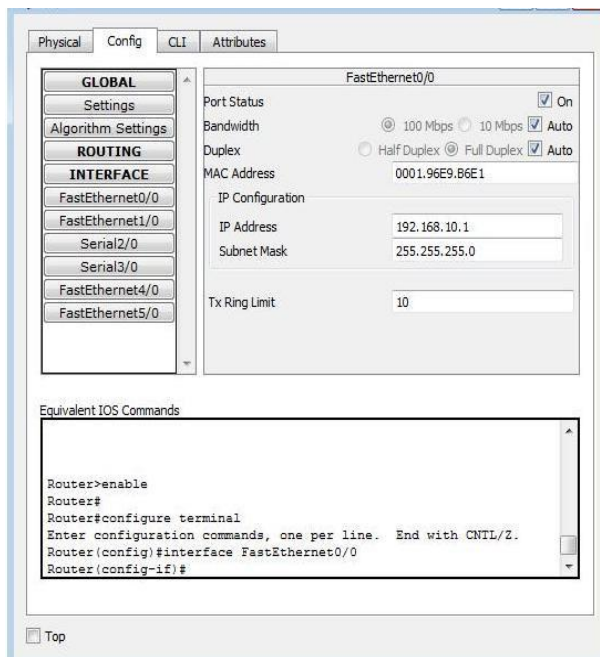 Physical Config CLI Attributes
GLOBAL
Settings
Algorithm Settings
ROUTING
INTERFACE
FastEthernet0/0
FastEthernet1/0
Serial2/0
Serial3/0
FastEthernet4/0
FastEthernet5/0
FastEthernet0/0
Port Status On
Bandwidth 100 Mbps 10 Mbps Auto
Duplex Half Duplex Full Duplex Auto
MAC Address 0001.96E9.B6E1
IP Configuration
IP Address 192.168.10.1
Subnet Mask 255.255.255.0
Tx Ring Limit 10
Equivalent IOS Commands
Router>enable
Router#
Router#configure terminal
Enter configuration commands, one per line. End with CNTL/Z.
Router(config)#interface FastEthernet0/0
Router(config-if)#
Top